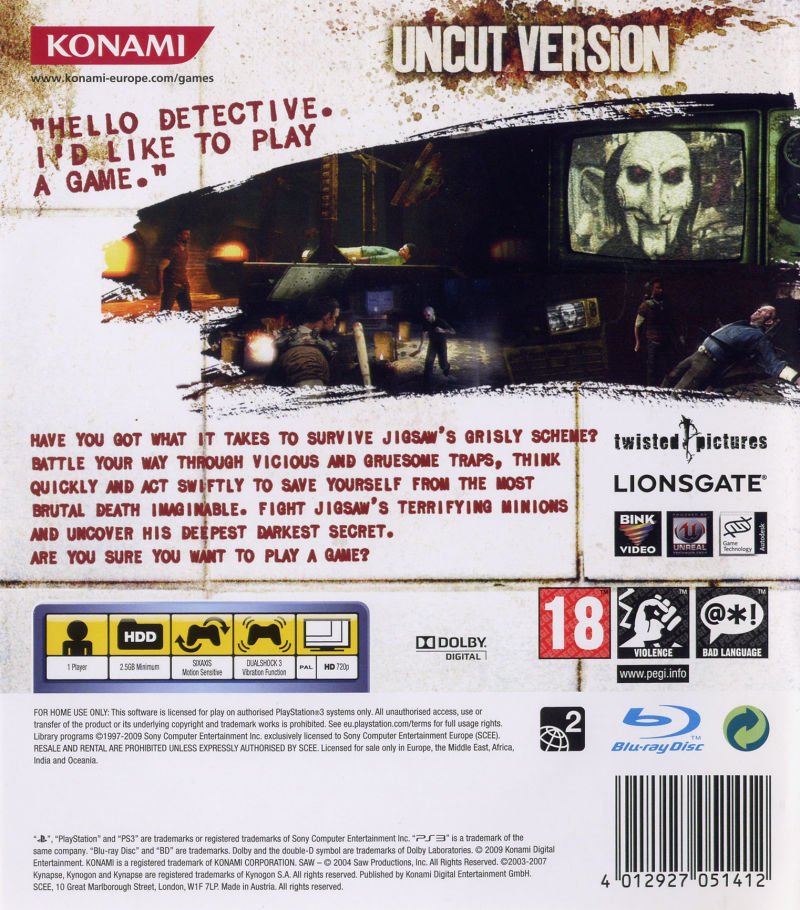 KONAMI
www.konami-europe.com/games
UNCUT VERSION
"HELLO DETECTIVE.
I'D LIKE TO PLAY
A GAME."
HAVE YOU GOT WHAT IT TAKES TO SURVIVE JIGSAW'S GRISLY SCHEME?
BATTLE YOUR WAY THROUGH VICIOUS AND GRUESOME TRAPS, THINK
QUICKLY AND ACT SWIFTLY TO SAVE YOURSELF FROM THE MOST
BRUTAL DEATH IMAGINABLE. FIGHT JIGSAW'S TERRIFYING MINIONS
AND UNCOVER HIS DEEPEST DARKEST SECRET.
ARE YOU SURE YOU WANT TO PLAY A GAME?
twisted pictures
LIONSGATE®
BINK
VIDEO
POWERED BY
UNREAL
TECHNOLOGY
Game
Technology
Autodesk
1 Player
HDD
2.5GB Minimum
SIXAXIS
Motion Sensitive
DUALSHOCK 3
Vibration Function
PAL
HD 720p
DOLBY
DIGITAL
18
VIOLENCE
@*!
BAD LANGUAGE
www.pegi.info
FOR HOME USE ONLY: This software is licensed for play on authorised PlayStation®3 systems only. All unauthorised access, use or
transfer of the product or its underlying copyright and trademark works is prohibited. See eu.playstation.com/terms for full usage rights.
Library programs ©1997-2009 Sony Computer Entertainment Inc. exclusively licensed to Sony Computer Entertainment Europe (SCEE).
RESALE AND RENTAL ARE PROHIBITED UNLESS EXPRESSLY AUTHORISED BY SCEE. Licensed for sale only in Europe, the Middle East, Africa,
India and Oceania.
2
Blu-ray Disc™
"PS", "PlayStation" and "PS3" are trademarks or registered trademarks of Sony Computer Entertainment Inc. "PS3" is a trademark of the
same company. "Blu-ray Disc" and "BD" are trademarks. Dolby and the double-D symbol are trademarks of Dolby Laboratories. © 2009 Konami Digital
Entertainment. KONAMI is a registered trademark of KONAMI CORPORATION. SAW – © 2004 Saw Productions, Inc. All Rights Reserved. ©2003-2007
Kynapse, Kynogon and Kynapse are registered trademarks of Kynogon S.A. All rights reserved. Published by Konami Digital Entertainment GmbH.
SCEE, 10 Great Marlborough Street, London, W1F 7LP. Made in Austria. All rights reserved.
4 012927 051412